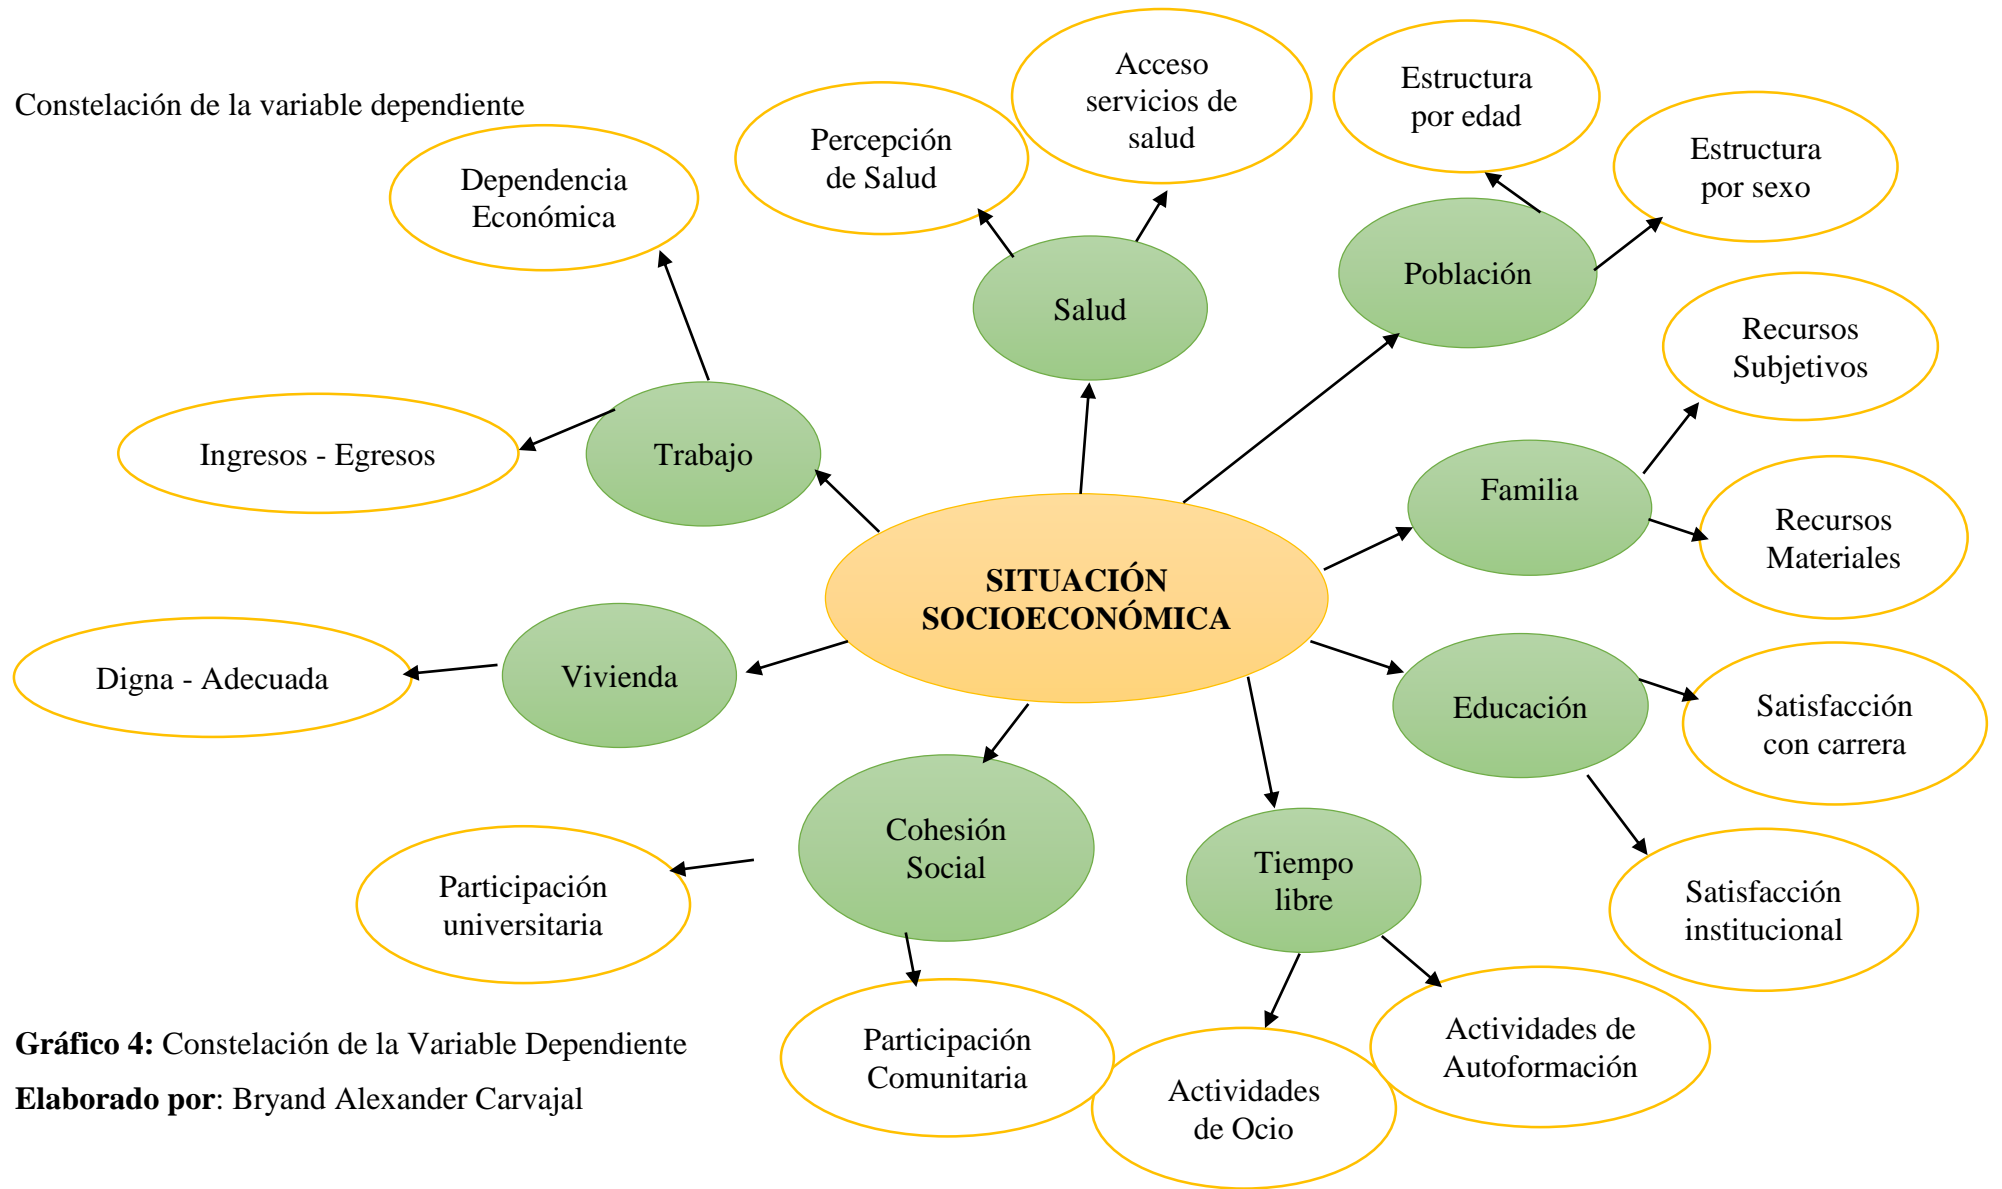 Constelación de la variable dependiente
Dependencia
Económica
Percepción
de Salud
Acceso
servicios de
salud
Estructura
por edad
Estructura
por sexo
Salud
Población
Recursos
Subjetivos
Ingresos - Egresos
Trabajo
Familia
Recursos
Materiales
SITUACIÓN
SOCIOECONÓMICA
Digna - Adecuada
Vivienda
Educación
Satisfacción
con carrera
Cohesión
Social
Tiempo
libre
Participación
universitaria
Satisfacción
institucional
Participación
Comunitaria
Actividades
de Ocio
Actividades de
Autoformación
Gráfico 4: Constelación de la Variable Dependiente
Elaborado por: Bryand Alexander Carvajal